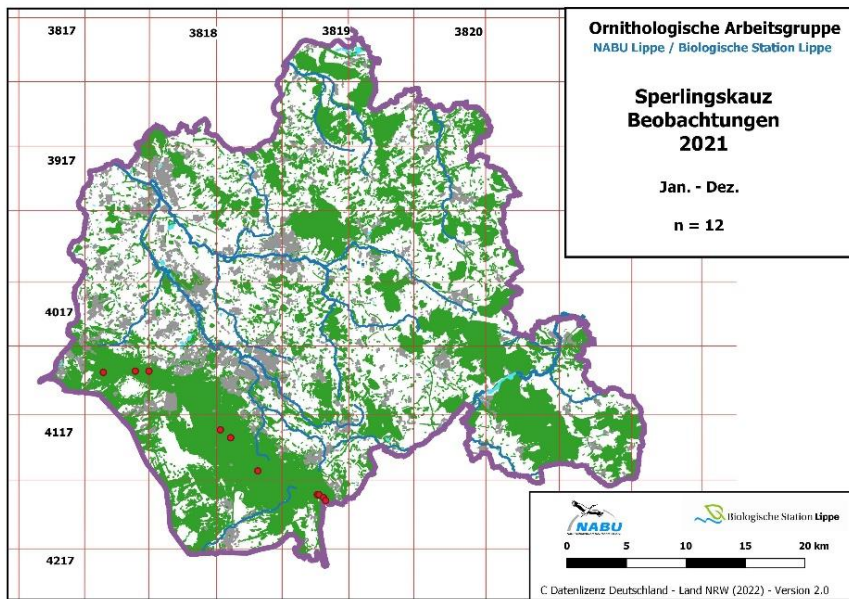 Ornithologische Arbeitsgruppe
NABU Lippe / Biologische Station Lippe
Sperlingskauz
Beobachtungen
2021
Jan. - Dez.
n = 12
3817
3818
3819
3820
3917
4017
4117
4217
NABU
Biologische Station Lippe
0 5 10 15 20 km
C Datenlizenz Deutschland - Land NRW (2022) - Version 2.0